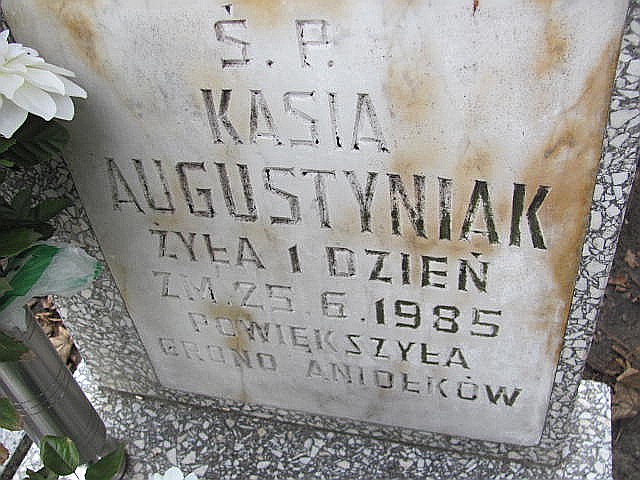 Ś. P.
KASIA
AUGUSTYNIAK
ŻYŁA 1 DZIEŃ
ZM. 25. 6. 1985
POWIĘKSZYŁA
GRONO ANIOŁKÓW